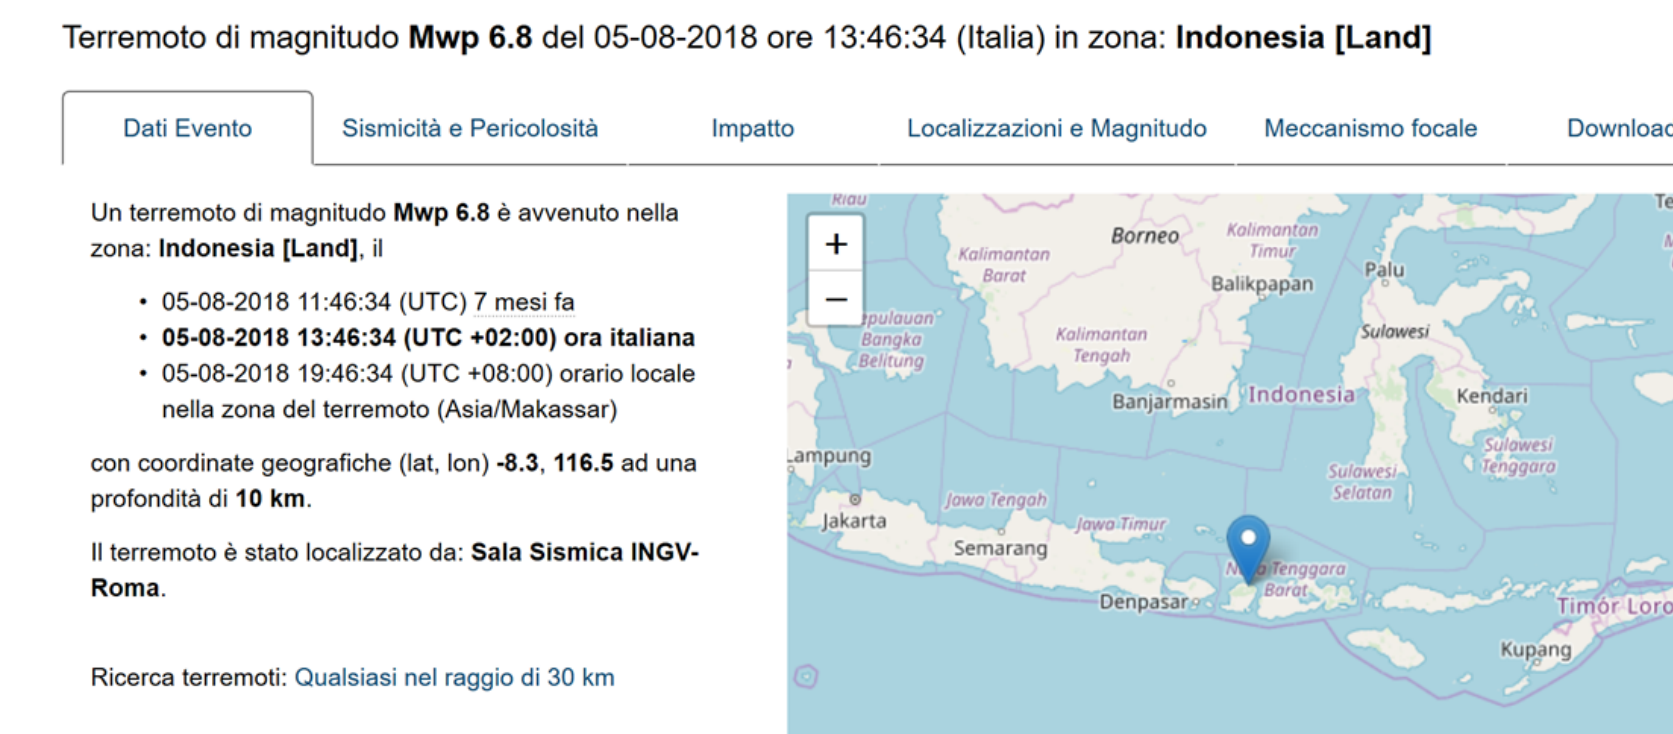 Terremoto di magnitudo Mwp 6.8 del 05-08-2018 ore 13:46:34 (Italia) in zona: Indonesia [Land]
Dati Evento
Sismicità e Pericolosità
Impatto
Localizzazioni e Magnitudo
Meccanismo focale
Download
Un terremoto di magnitudo Mwp 6.8 è avvenuto nella
zona: Indonesia [Land], il
• 05-08-2018 11:46:34 (UTC) 7 mesi fa
• 05-08-2018 13:46:34 (UTC +02:00) ora italiana
• 05-08-2018 19:46:34 (UTC +08:00) orario locale
nella zona del terremoto (Asia/Makassar)
con coordinate geografiche (lat, lon) -8.3, 116.5 ad una
profondità di 10 km.
Il terremoto è stato localizzato da: Sala Sismica INGV-
Roma.
Ricerca terremoti: Qualsiasi nel raggio di 30 km
+
−
Riau
Borneo
Kalimantan
Timur
Kalimantan
Barat
Balikpapan
Palu
epulauan
Bangka
Belitung
Kalimantan
Tengah
Sulawesi
Banjarmasin
Indonesia
Kendari
Lampung
Sulawesi
Tenggara
Sulawesi
Selatan
Jakarta
Jawa Tengah
Jawa Timur
Semarang
Tenggara
Barat
Denpasar
Timór Loro
Kupang